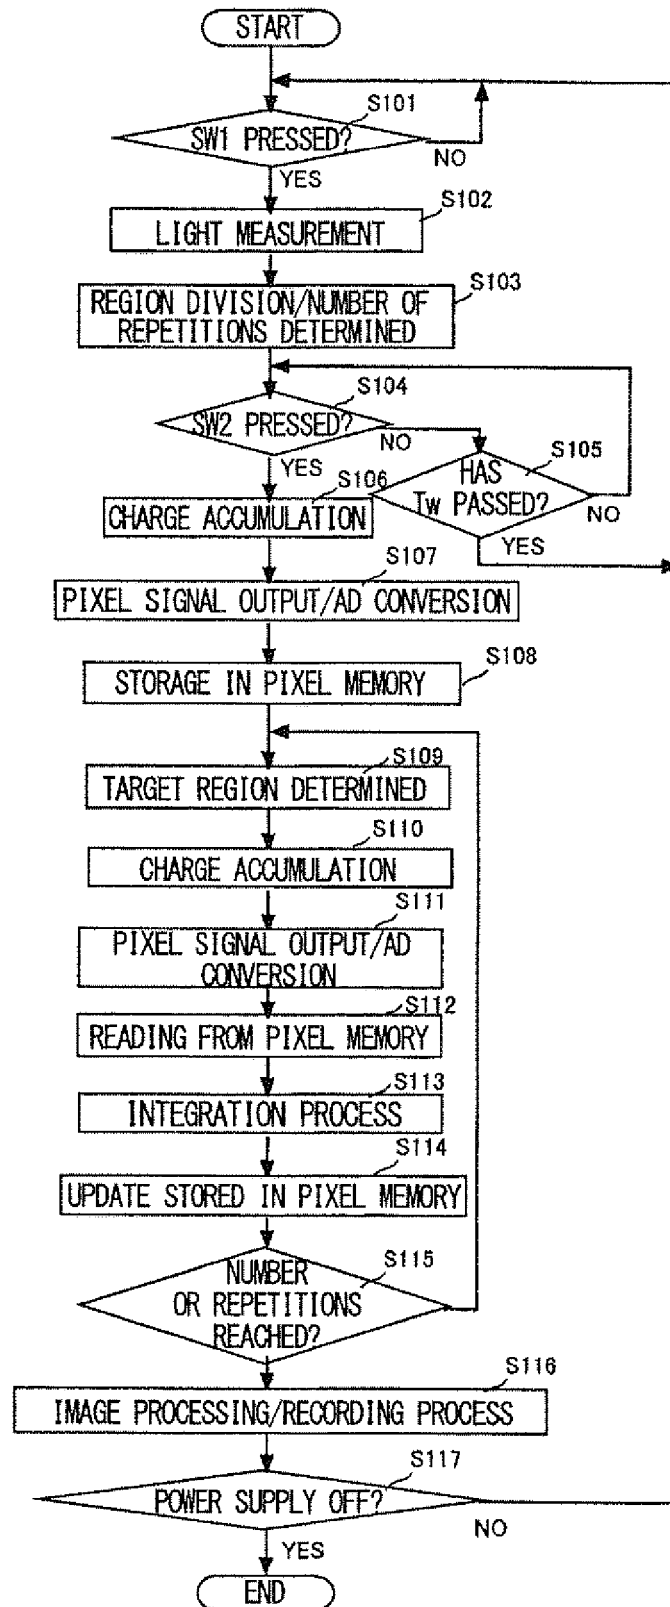 START
S101
SW1 PRESSED?
NO
YES
S102
LIGHT MEASUREMENT
S103
REGION DIVISION/NUMBER OF
REPETITIONS DETERMINED
S104
SW2 PRESSED?
NO
S105
YES
HAS
Tw PASSED?
NO
YES
S106
CHARGE ACCUMULATION
S107
PIXEL SIGNAL OUTPUT/AD CONVERSION
S108
STORAGE IN PIXEL MEMORY
S109
TARGET REGION DETERMINED
S110
CHARGE ACCUMULATION
S111
PIXEL SIGNAL OUTPUT/AD
CONVERSION
S112
READING FROM PIXEL MEMORY
S113
INTEGRATION PROCESS
S114
UPDATE STORED IN PIXEL MEMORY
S115
NUMBER
OR REPETITIONS
REACHED?
S116
IMAGE PROCESSING/RECORDING PROCESS
S117
POWER SUPPLY OFF?
NO
YES
END